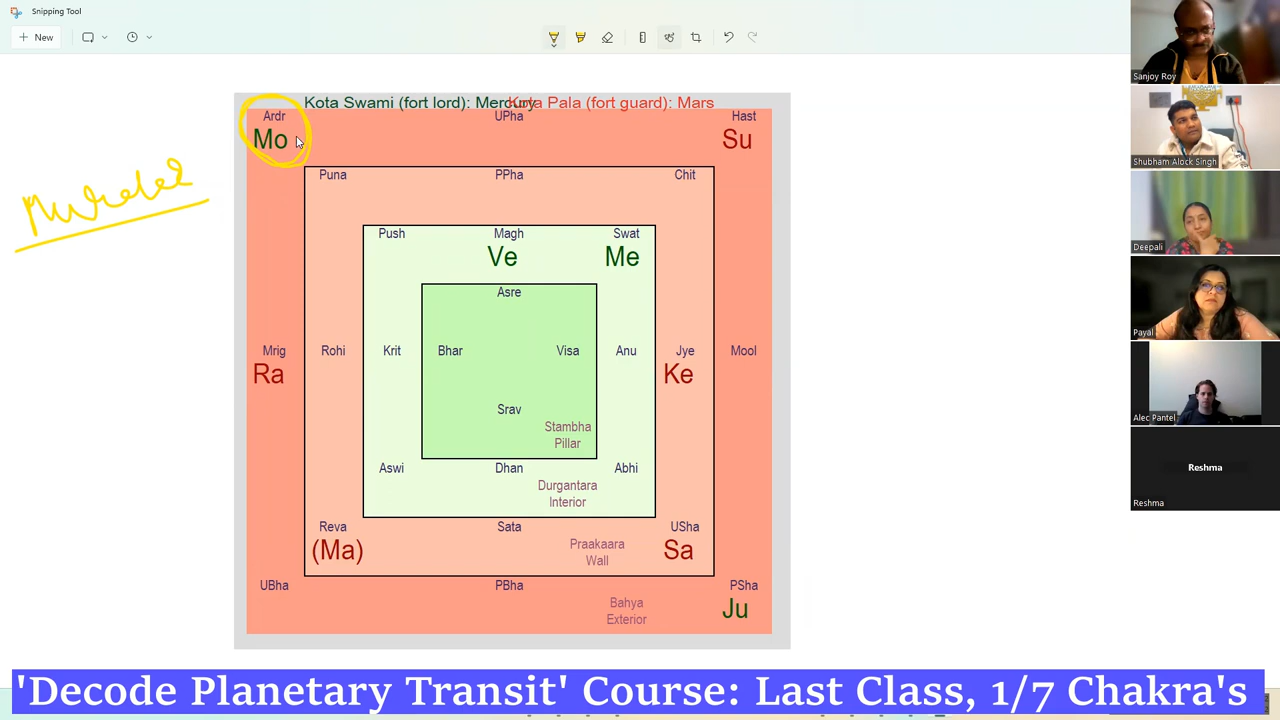 Snipping Tool
New
Kota Swami (fort lord): Mercury Kota Pala (fort guard): Mars
Ardr UPha Hast
Mo Su
Puna PPha Chit
Push Magh Swat
Ve Me
Asre
Mrig Rohi Krit Bhar Visa Anu Jye Mool
Ra Ke
Srav
Stambha
Pillar
Aswi Dhan Abhi
Durgantara
Interior
Reva Sata USha
(Ma) Sa
Praakaara
Wall
UBha PBha PSha
Ju
Bahya
Exterior
Sanjoy Roy
Shubham Alock Singh
Deepali
Payal
Alec Pantel
Reshma
Reshma
'Decode Planetary Transit' Course: Last Class, 1/7 Chakra's